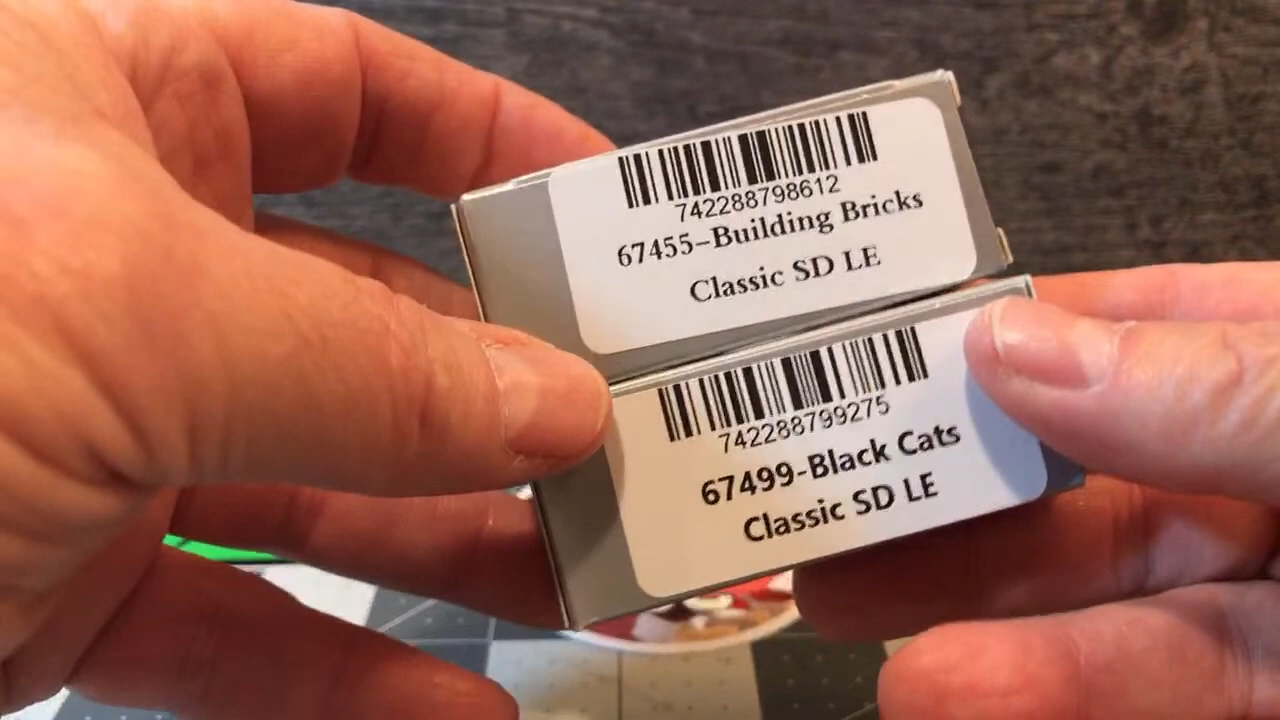 742288798612
67455-Building Bricks
Classic SD LE
742288799275
67499-Black Cats
Classic SD LE